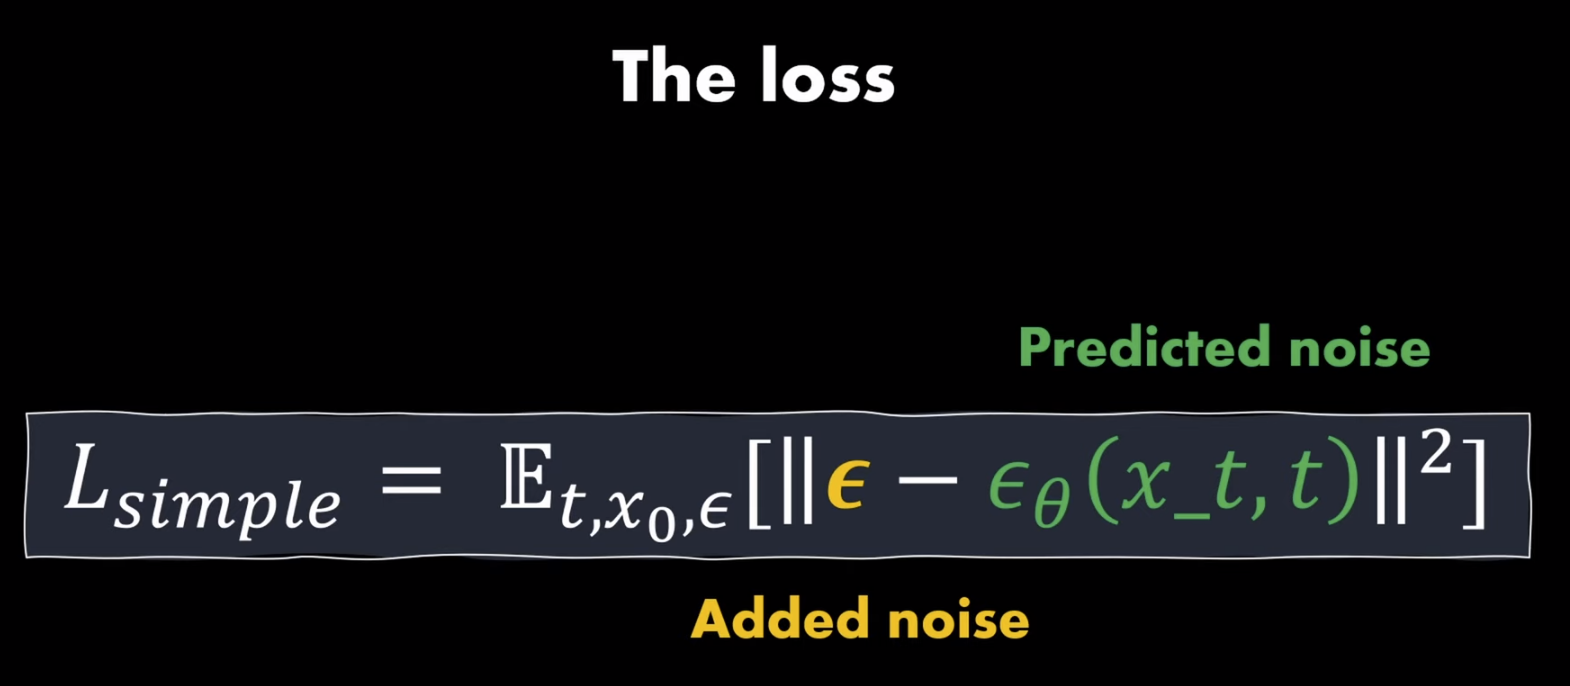 The loss
Predicted noise
L_simple = 𝔼_{t,x_0,ϵ}[‖ϵ − ϵ_θ(x_t, t)‖²]
Added noise